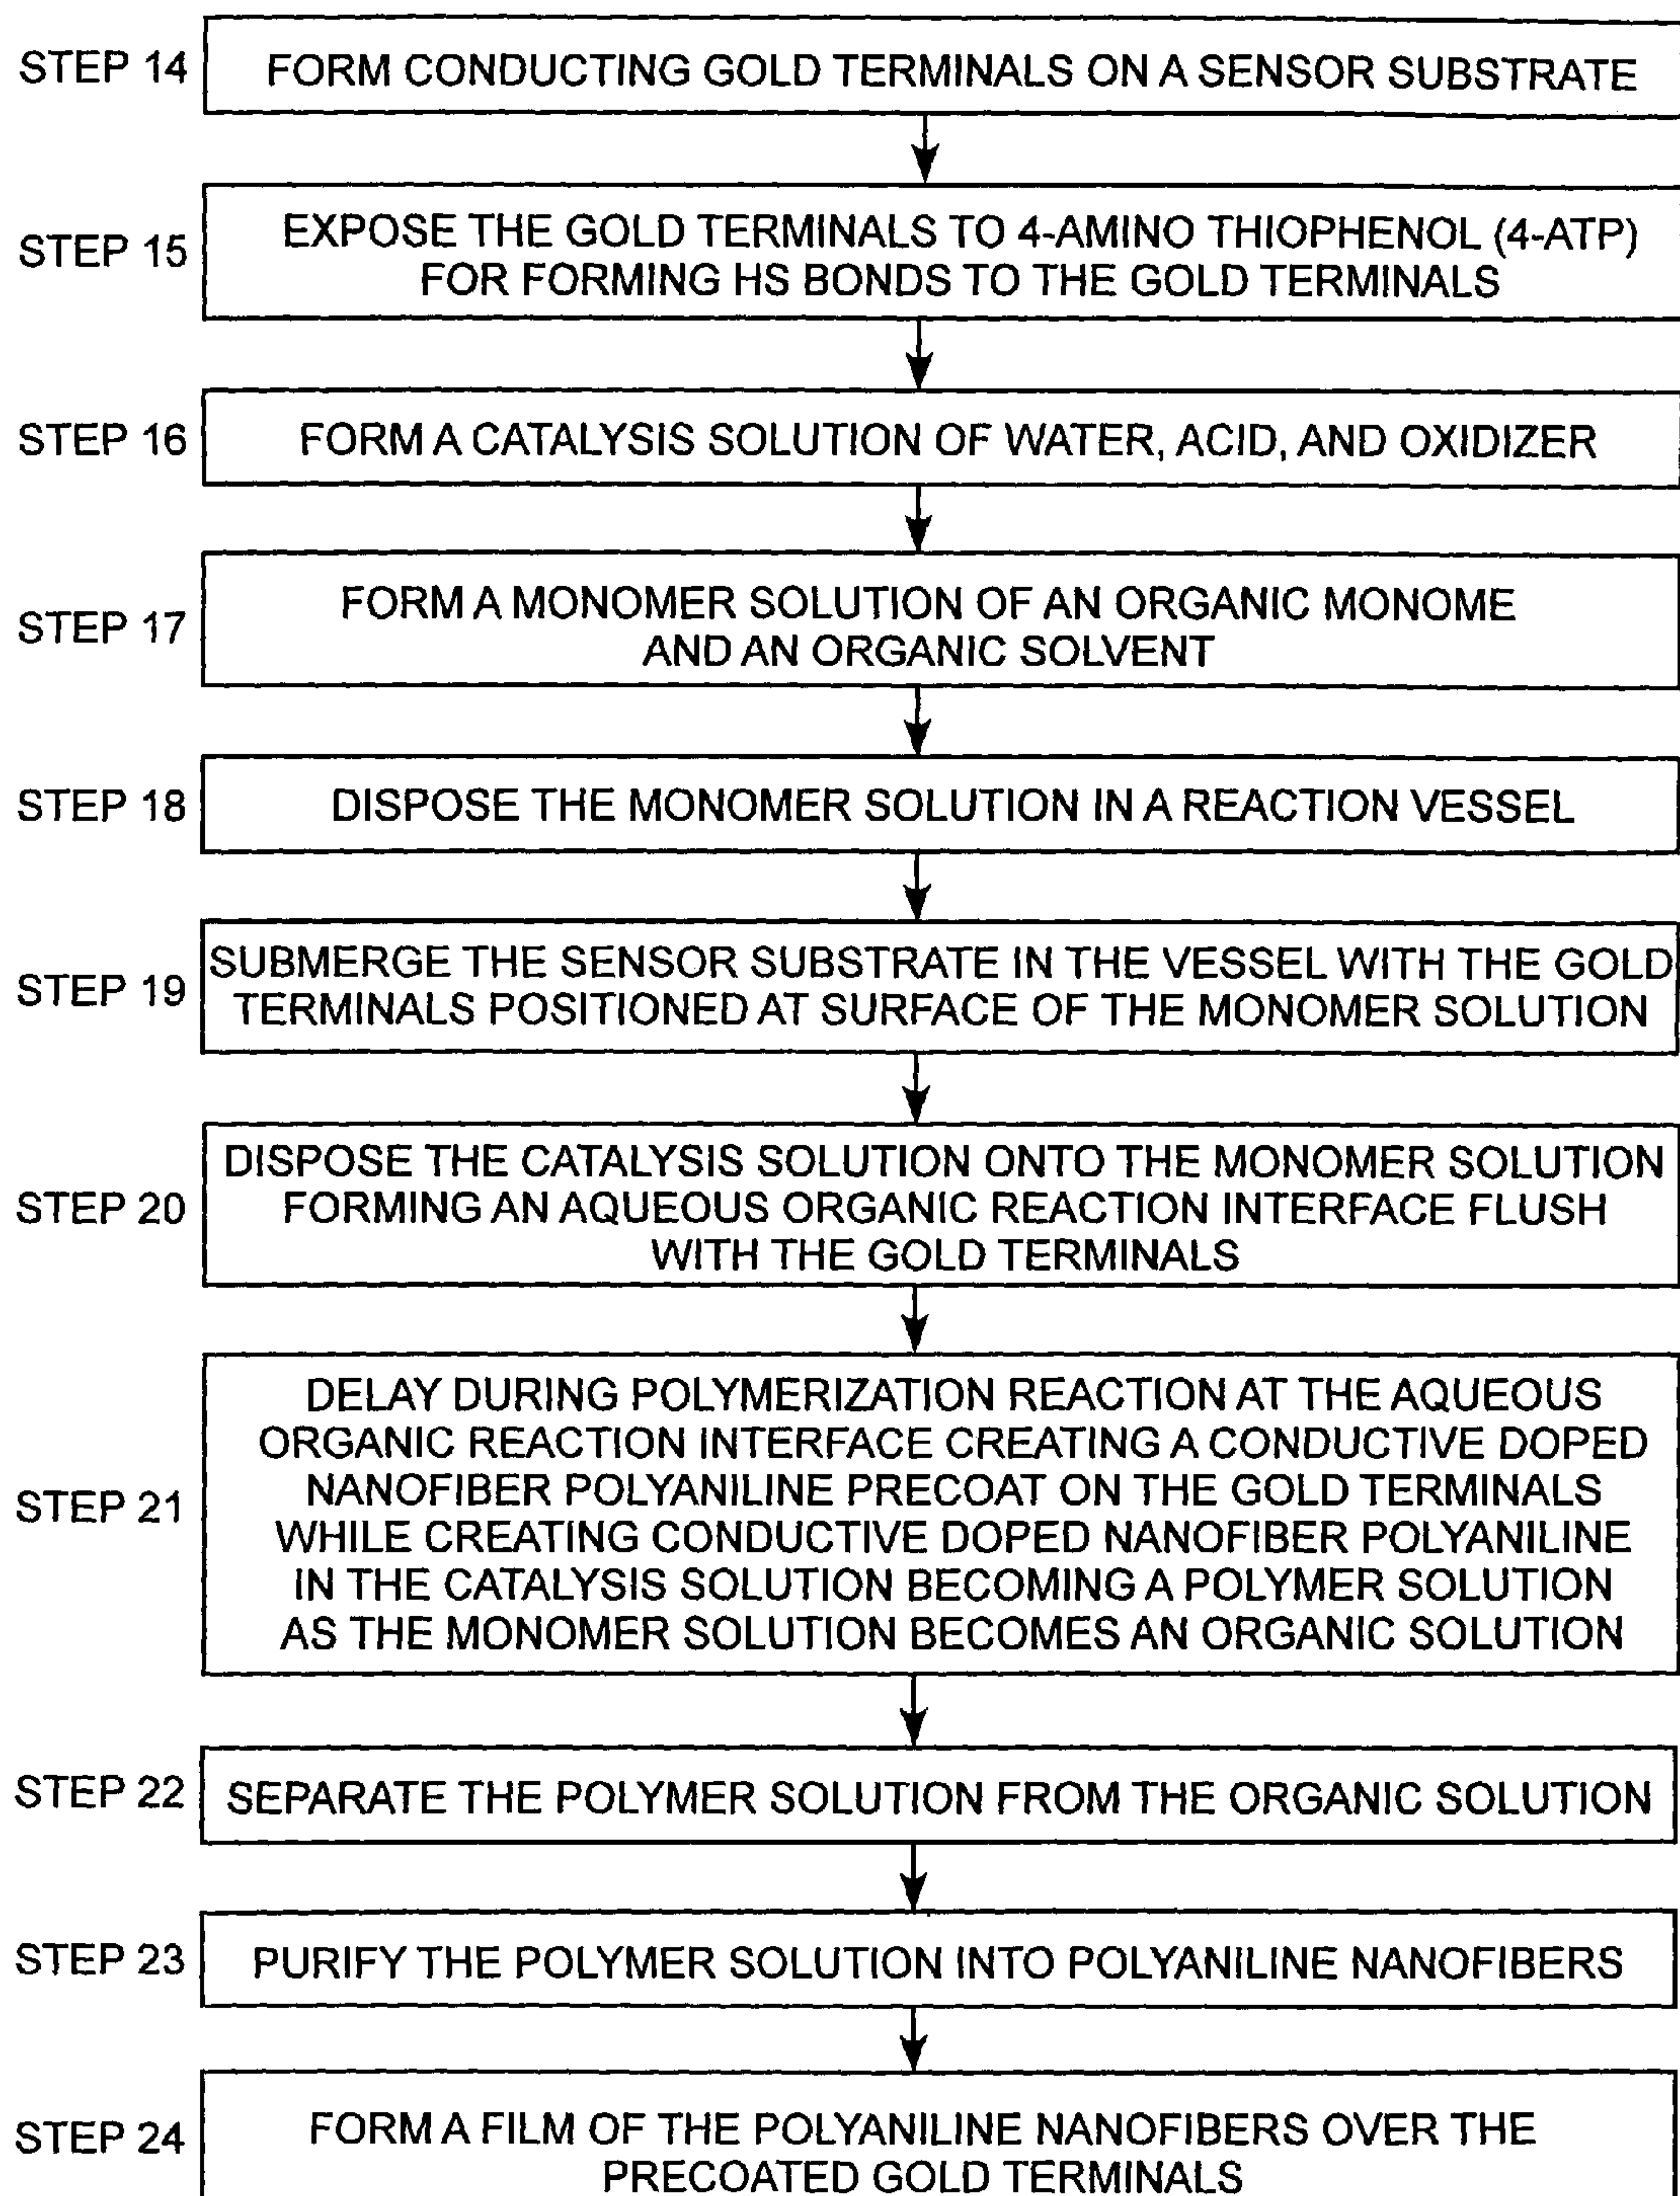 STEP 14
FORM CONDUCTING GOLD TERMINALS ON A SENSOR SUBSTRATE
STEP 15
EXPOSE THE GOLD TERMINALS TO 4-AMINO THIOPHENOL (4-ATP)
FOR FORMING HS BONDS TO THE GOLD TERMINALS
STEP 16
FORM A CATALYSIS SOLUTION OF WATER, ACID, AND OXIDIZER
STEP 17
FORM A MONOMER SOLUTION OF AN ORGANIC MONOME
AND AN ORGANIC SOLVENT
STEP 18
DISPOSE THE MONOMER SOLUTION IN A REACTION VESSEL
STEP 19
SUBMERGE THE SENSOR SUBSTRATE IN THE VESSEL WITH THE GOLD
TERMINALS POSITIONED AT SURFACE OF THE MONOMER SOLUTION
STEP 20
DISPOSE THE CATALYSIS SOLUTION ONTO THE MONOMER SOLUTION
FORMING AN AQUEOUS ORGANIC REACTION INTERFACE FLUSH
WITH THE GOLD TERMINALS
STEP 21
DELAY DURING POLYMERIZATION REACTION AT THE AQUEOUS
ORGANIC REACTION INTERFACE CREATING A CONDUCTIVE DOPED
NANOFIBER POLYANILINE PRECOAT ON THE GOLD TERMINALS
WHILE CREATING CONDUCTIVE DOPED NANOFIBER POLYANILINE
IN THE CATALYSIS SOLUTION BECOMING A POLYMER SOLUTION
AS THE MONOMER SOLUTION BECOMES AN ORGANIC SOLUTION
STEP 22
SEPARATE THE POLYMER SOLUTION FROM THE ORGANIC SOLUTION
STEP 23
PURIFY THE POLYMER SOLUTION INTO POLYANILINE NANOFIBERS
STEP 24
FORM A FILM OF THE POLYANILINE NANOFIBERS OVER THE
PRECOATED GOLD TERMINALS